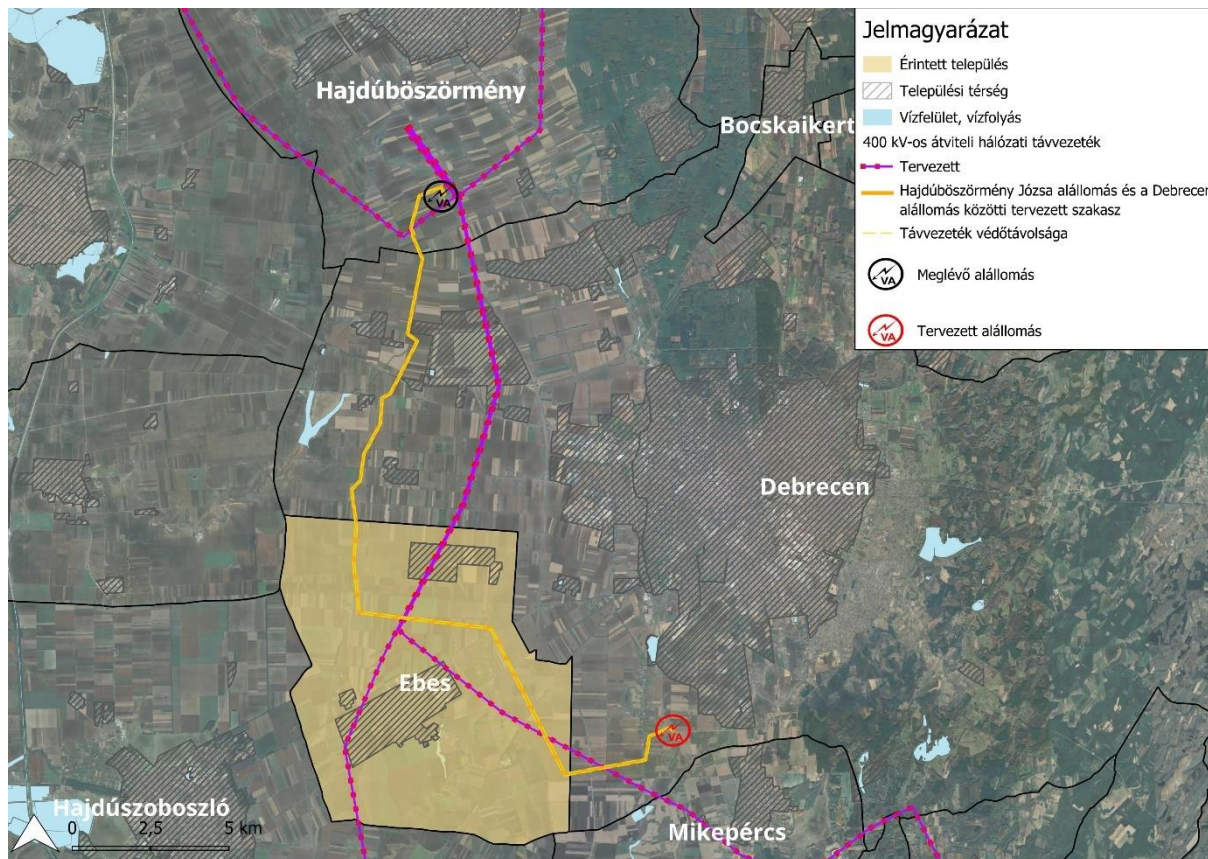 Jelmagyarázat
Érintett település
Települési térség
Vízfelület, vízfolyás
400 kV-os átviteli hálózati távvezeték
Tervezett
Hajdúböszörmény Józsa alállomás és a Debrecen
alállomás közötti tervezett szakasz
Távvezeték védőtávolsága
VA Meglévő alállomás
VA Tervezett alállomás
Hajdúböszörmény
Bocskaikert
VA
Debrecen
Ebes
VA
Hajdúszoboszló
Mikepércs
0 2,5 5 km